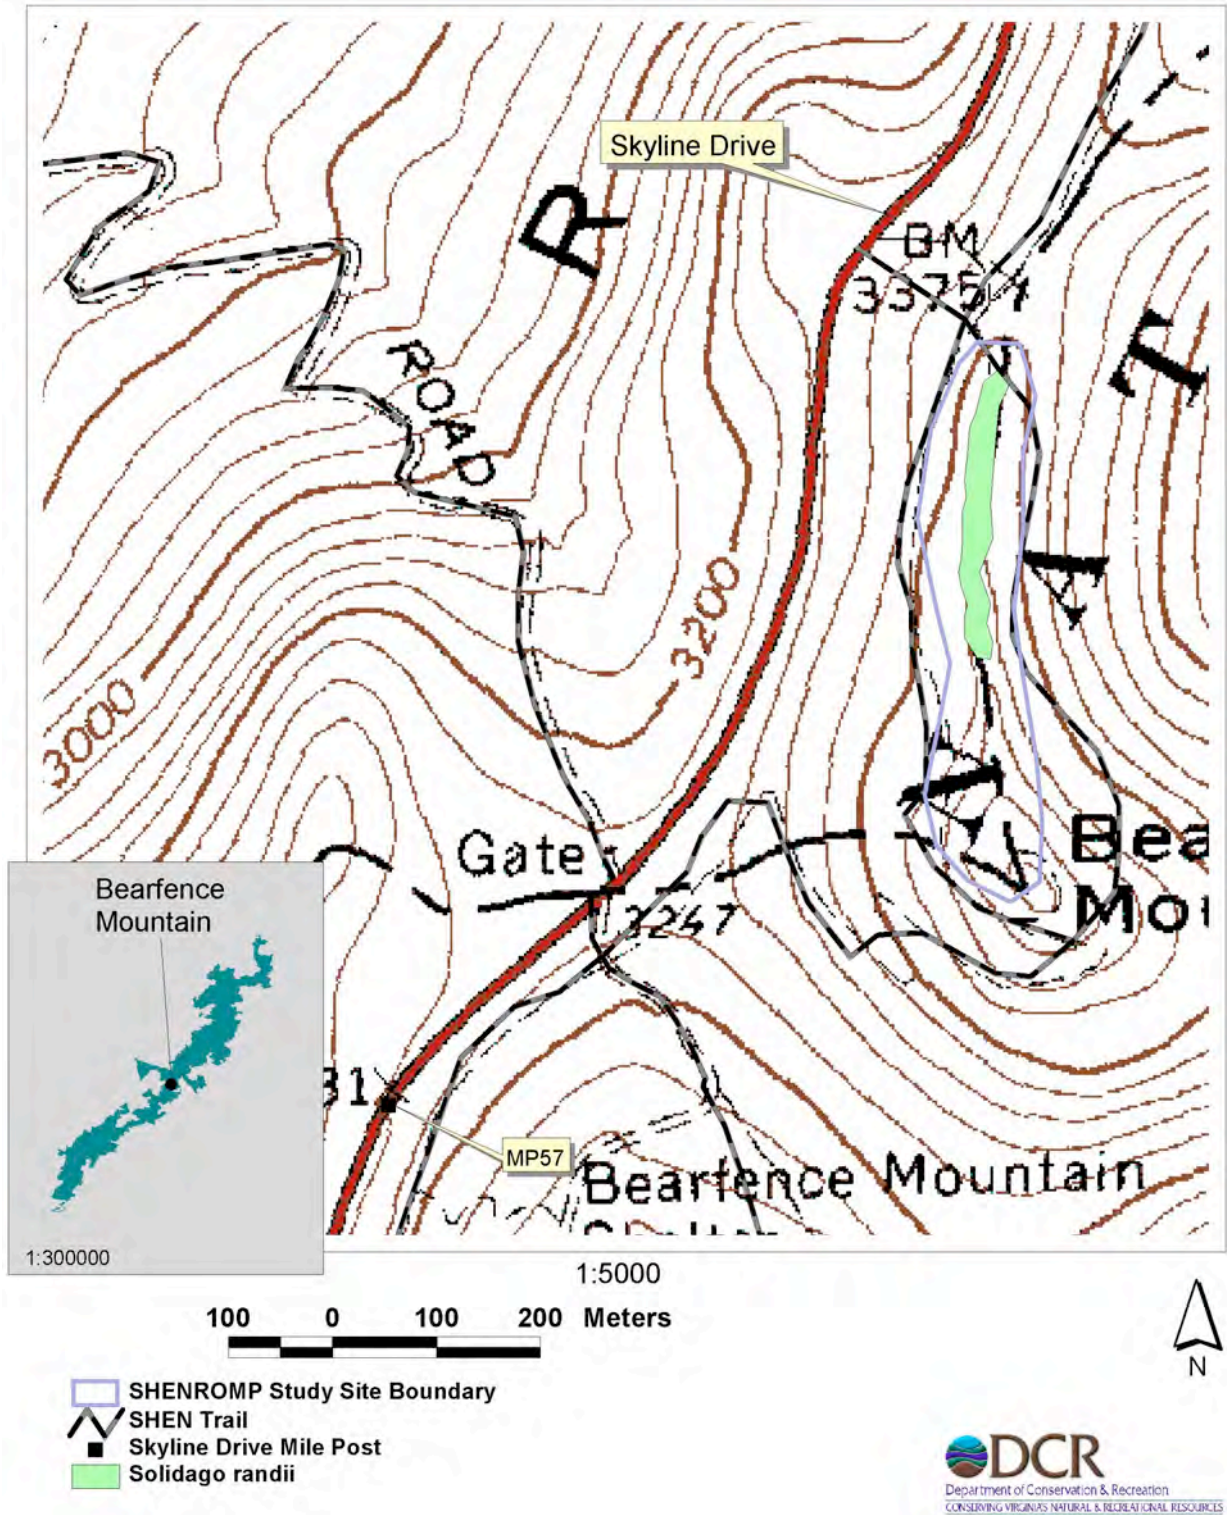 Skyline Drive
R
BM
3375
T
ROAD
A
3200
3000
Gate
3247
Bea
Mo
Bearfence
Mountain
31
MP57
Bearfence Mountain
1:300000
1:5000
100 0 100 200 Meters
N
SHENROMP Study Site Boundary
SHEN Trail
Skyline Drive Mile Post
Solidago randii
DCR
Department of Conservation & Recreation
CONSERVING VIRGINIA'S NATURAL & RECREATIONAL RESOURCES